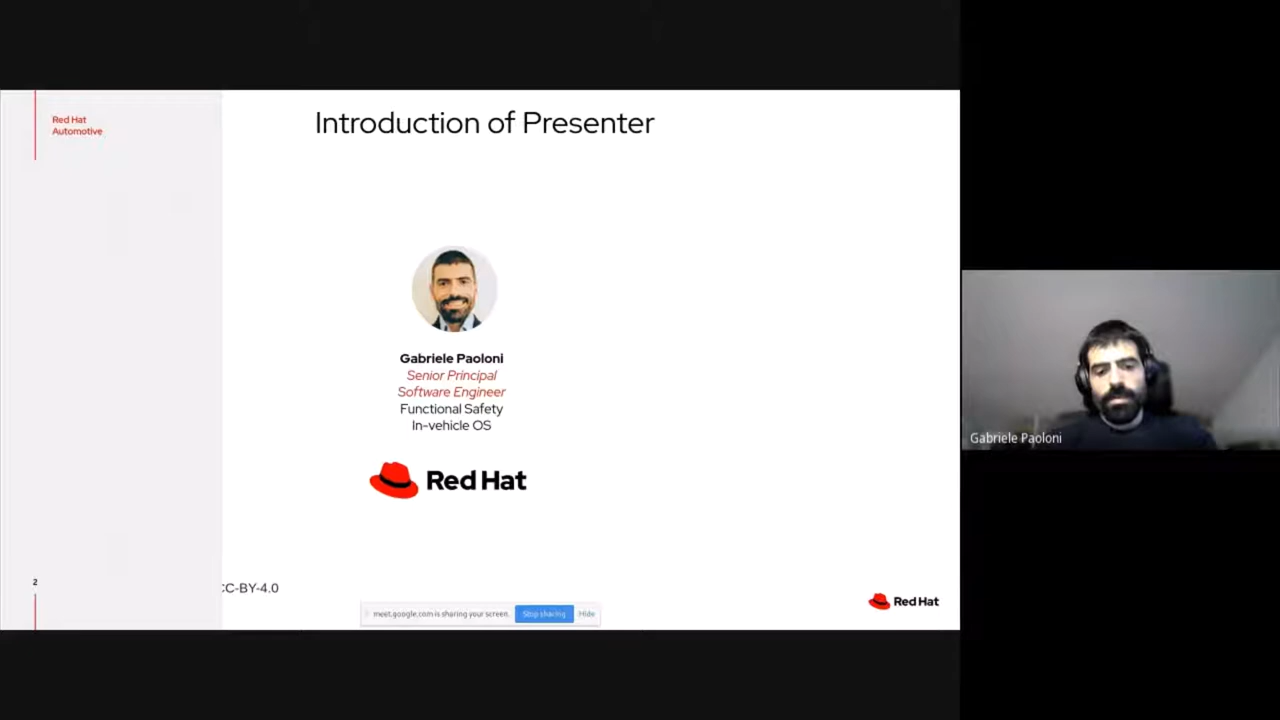 Red Hat
Automotive
Introduction of Presenter
Gabriele Paoloni
Senior Principal
Software Engineer
Functional Safety
In-vehicle OS
Red Hat
Gabriele Paoloni
2
CC-BY-4.0
meet.google.com is sharing your screen.
Stop sharing
Hide
Red Hat